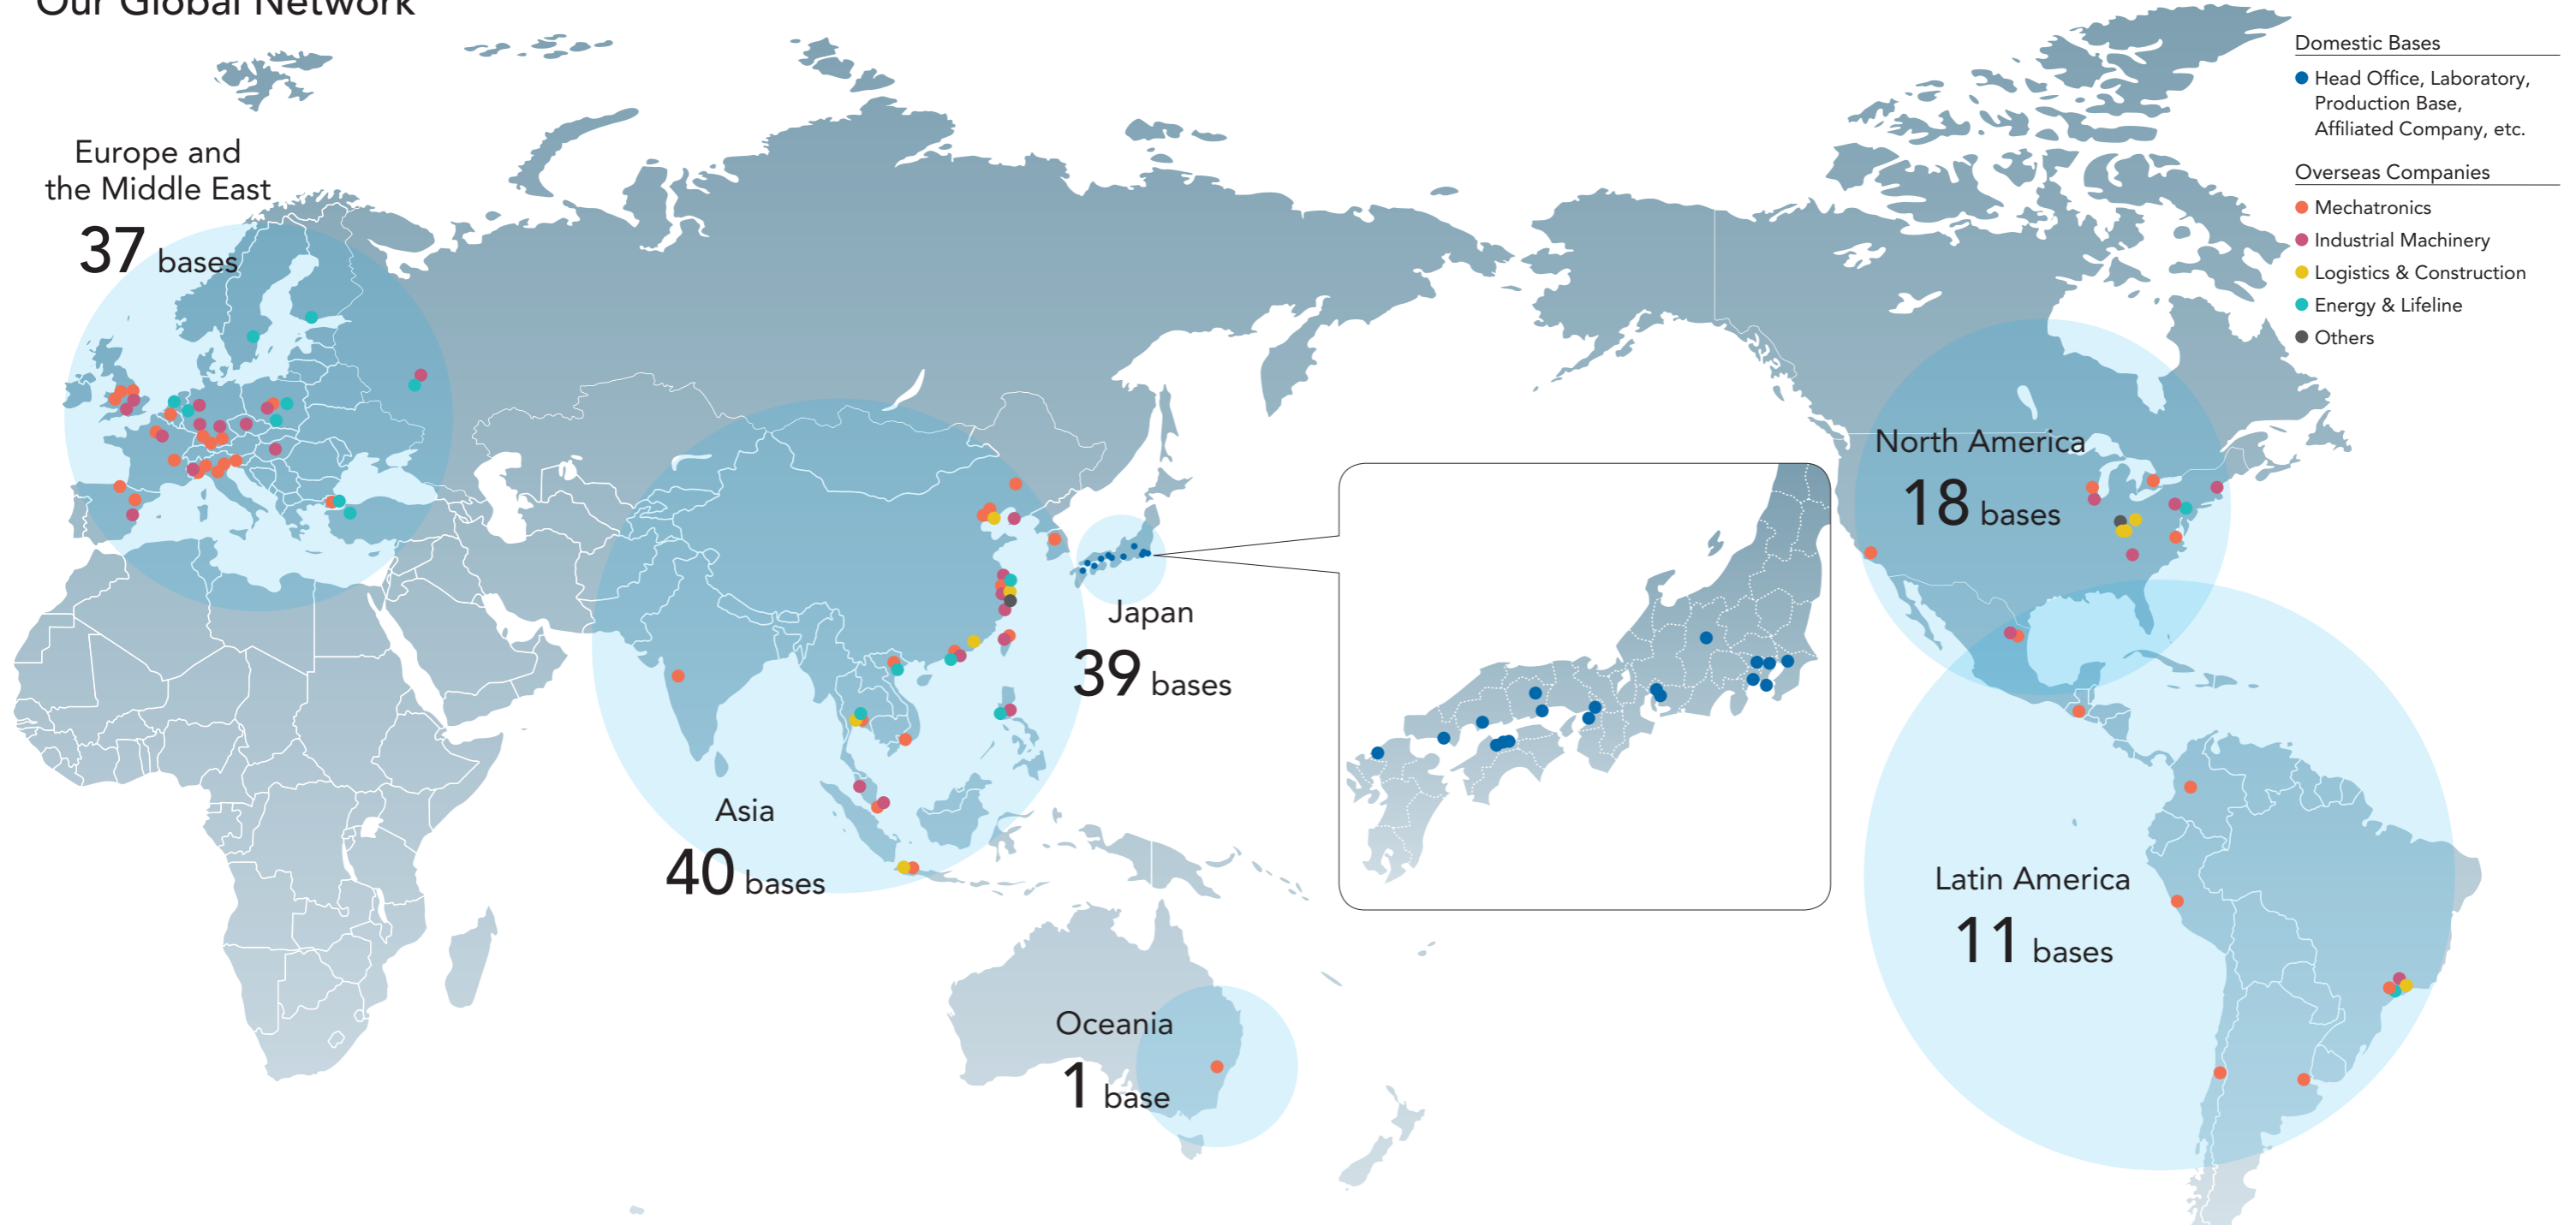 Our Global Network
Europe and
the Middle East
37 bases
Asia
40 bases
Japan
39 bases
Oceania
1 base
North America
18 bases
Latin America
11 bases
Domestic Bases
Head Office, Laboratory,
Production Base,
Affiliated Company, etc.
Overseas Companies
Mechatronics
Industrial Machinery
Logistics & Construction
Energy & Lifeline
Others